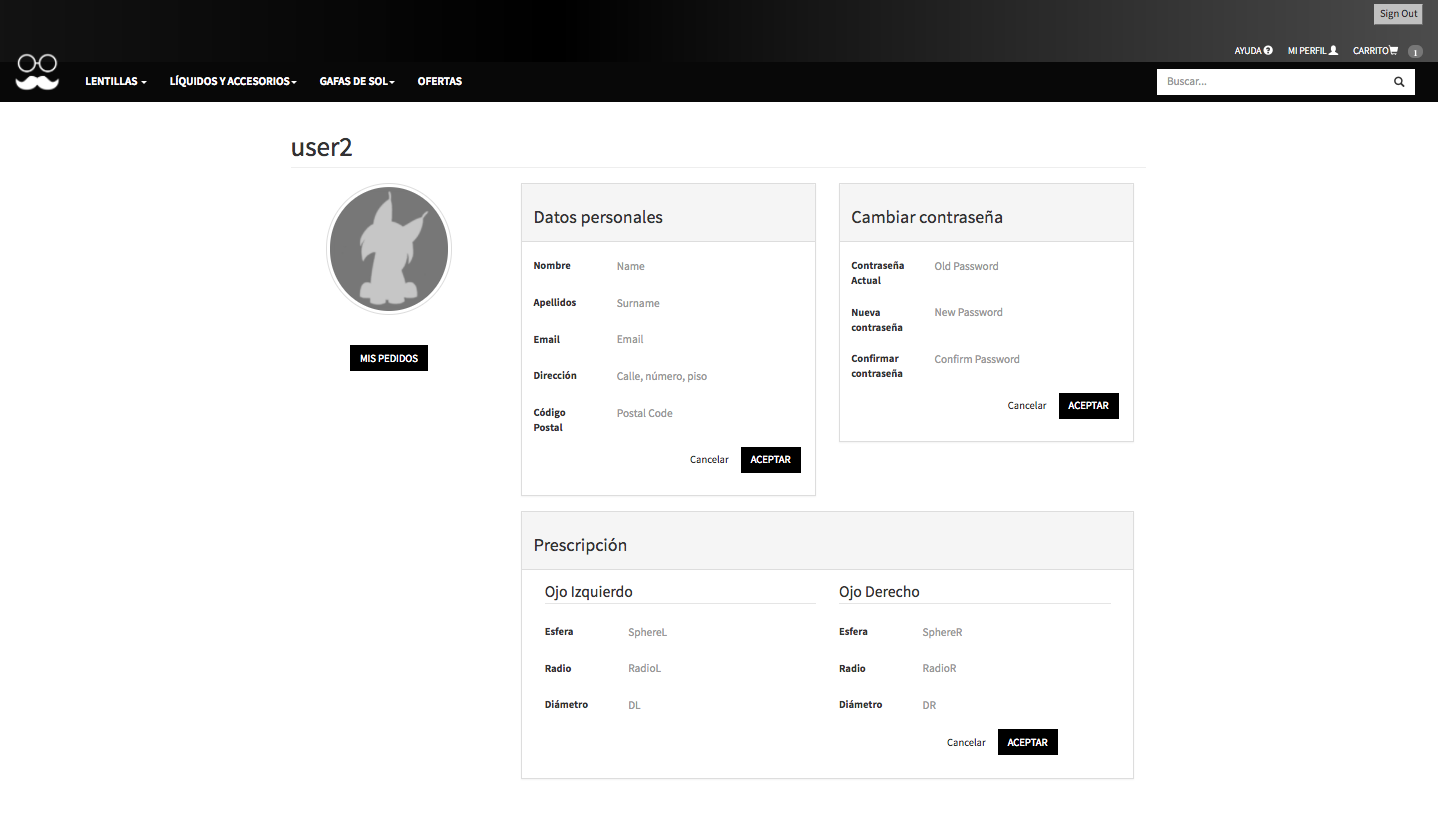 Sign Out
AYUDA MI PERFIL CARRITO 1
LENTILLAS LÍQUIDOS Y ACCESORIOS GAFAS DE SOL OFERTAS Buscar...
user2
MIS PEDIDOS
Datos personales
Nombre Name
Apellidos Surname
Email Email
Dirección Calle, número, piso
Código Postal Code
Postal
Cancelar ACEPTAR
Cambiar contraseña
Contraseña Old Password
Actual
Nueva New Password
contraseña
Confirmar Confirm Password
contraseña
Cancelar ACEPTAR
Prescripción
Ojo Izquierdo
Esfera SphereL
Radio RadioL
Diámetro DL
Ojo Derecho
Esfera SphereR
Radio RadioR
Diámetro DR
Cancelar ACEPTAR